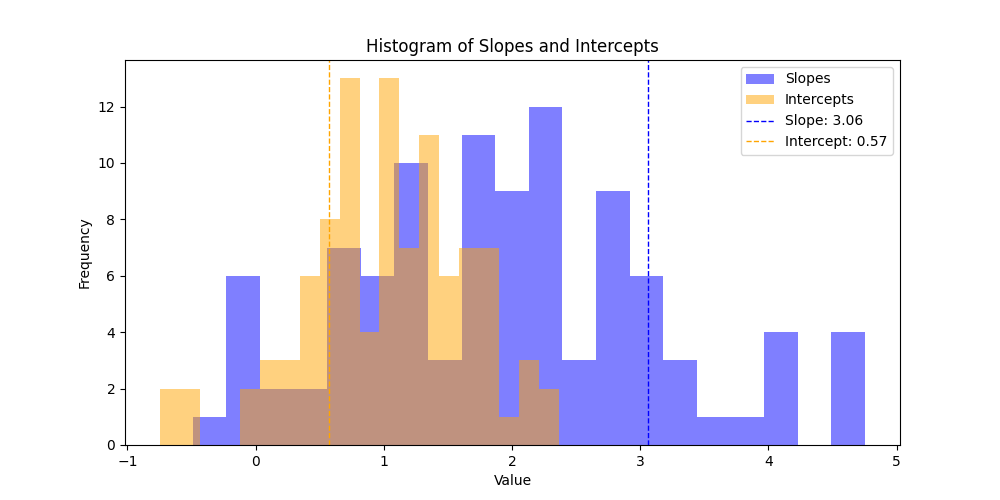 Histogram of Slopes and Intercepts
Slopes
Intercepts
Slope: 3.06
Intercept: 0.57
Frequency
12
10
8
6
4
2
0
−1 0 1 2 3 4 5
Value